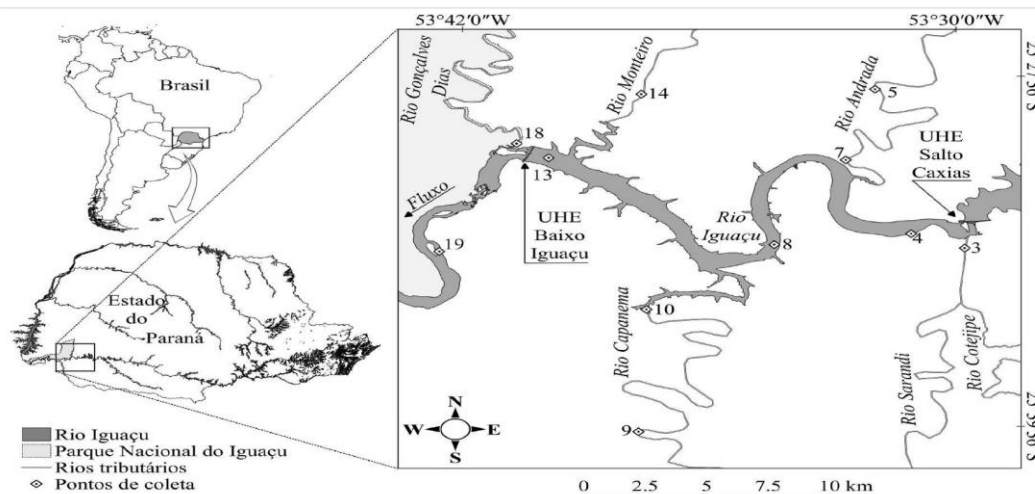 53°42'0"W
53°30'0"W
Brasil
Estado
do
Paraná
Rio Iguaçu
Parque Nacional do Iguaçu
Rios tributários
Pontos de coleta
Rio Gonçalves
Dias
Rio Monteiro
14
Rio Andrada
5
18
13
7
UHE
Salto
Caxias
Fluxo
UHE
Baixo
Iguaçu
Rio
Iguaçu
8
4
3
19
10
Rio Capanema
Rio Sarandi
Rio Cotejipe
9
N
W
E
S
0 2.5 5 7.5 10 km